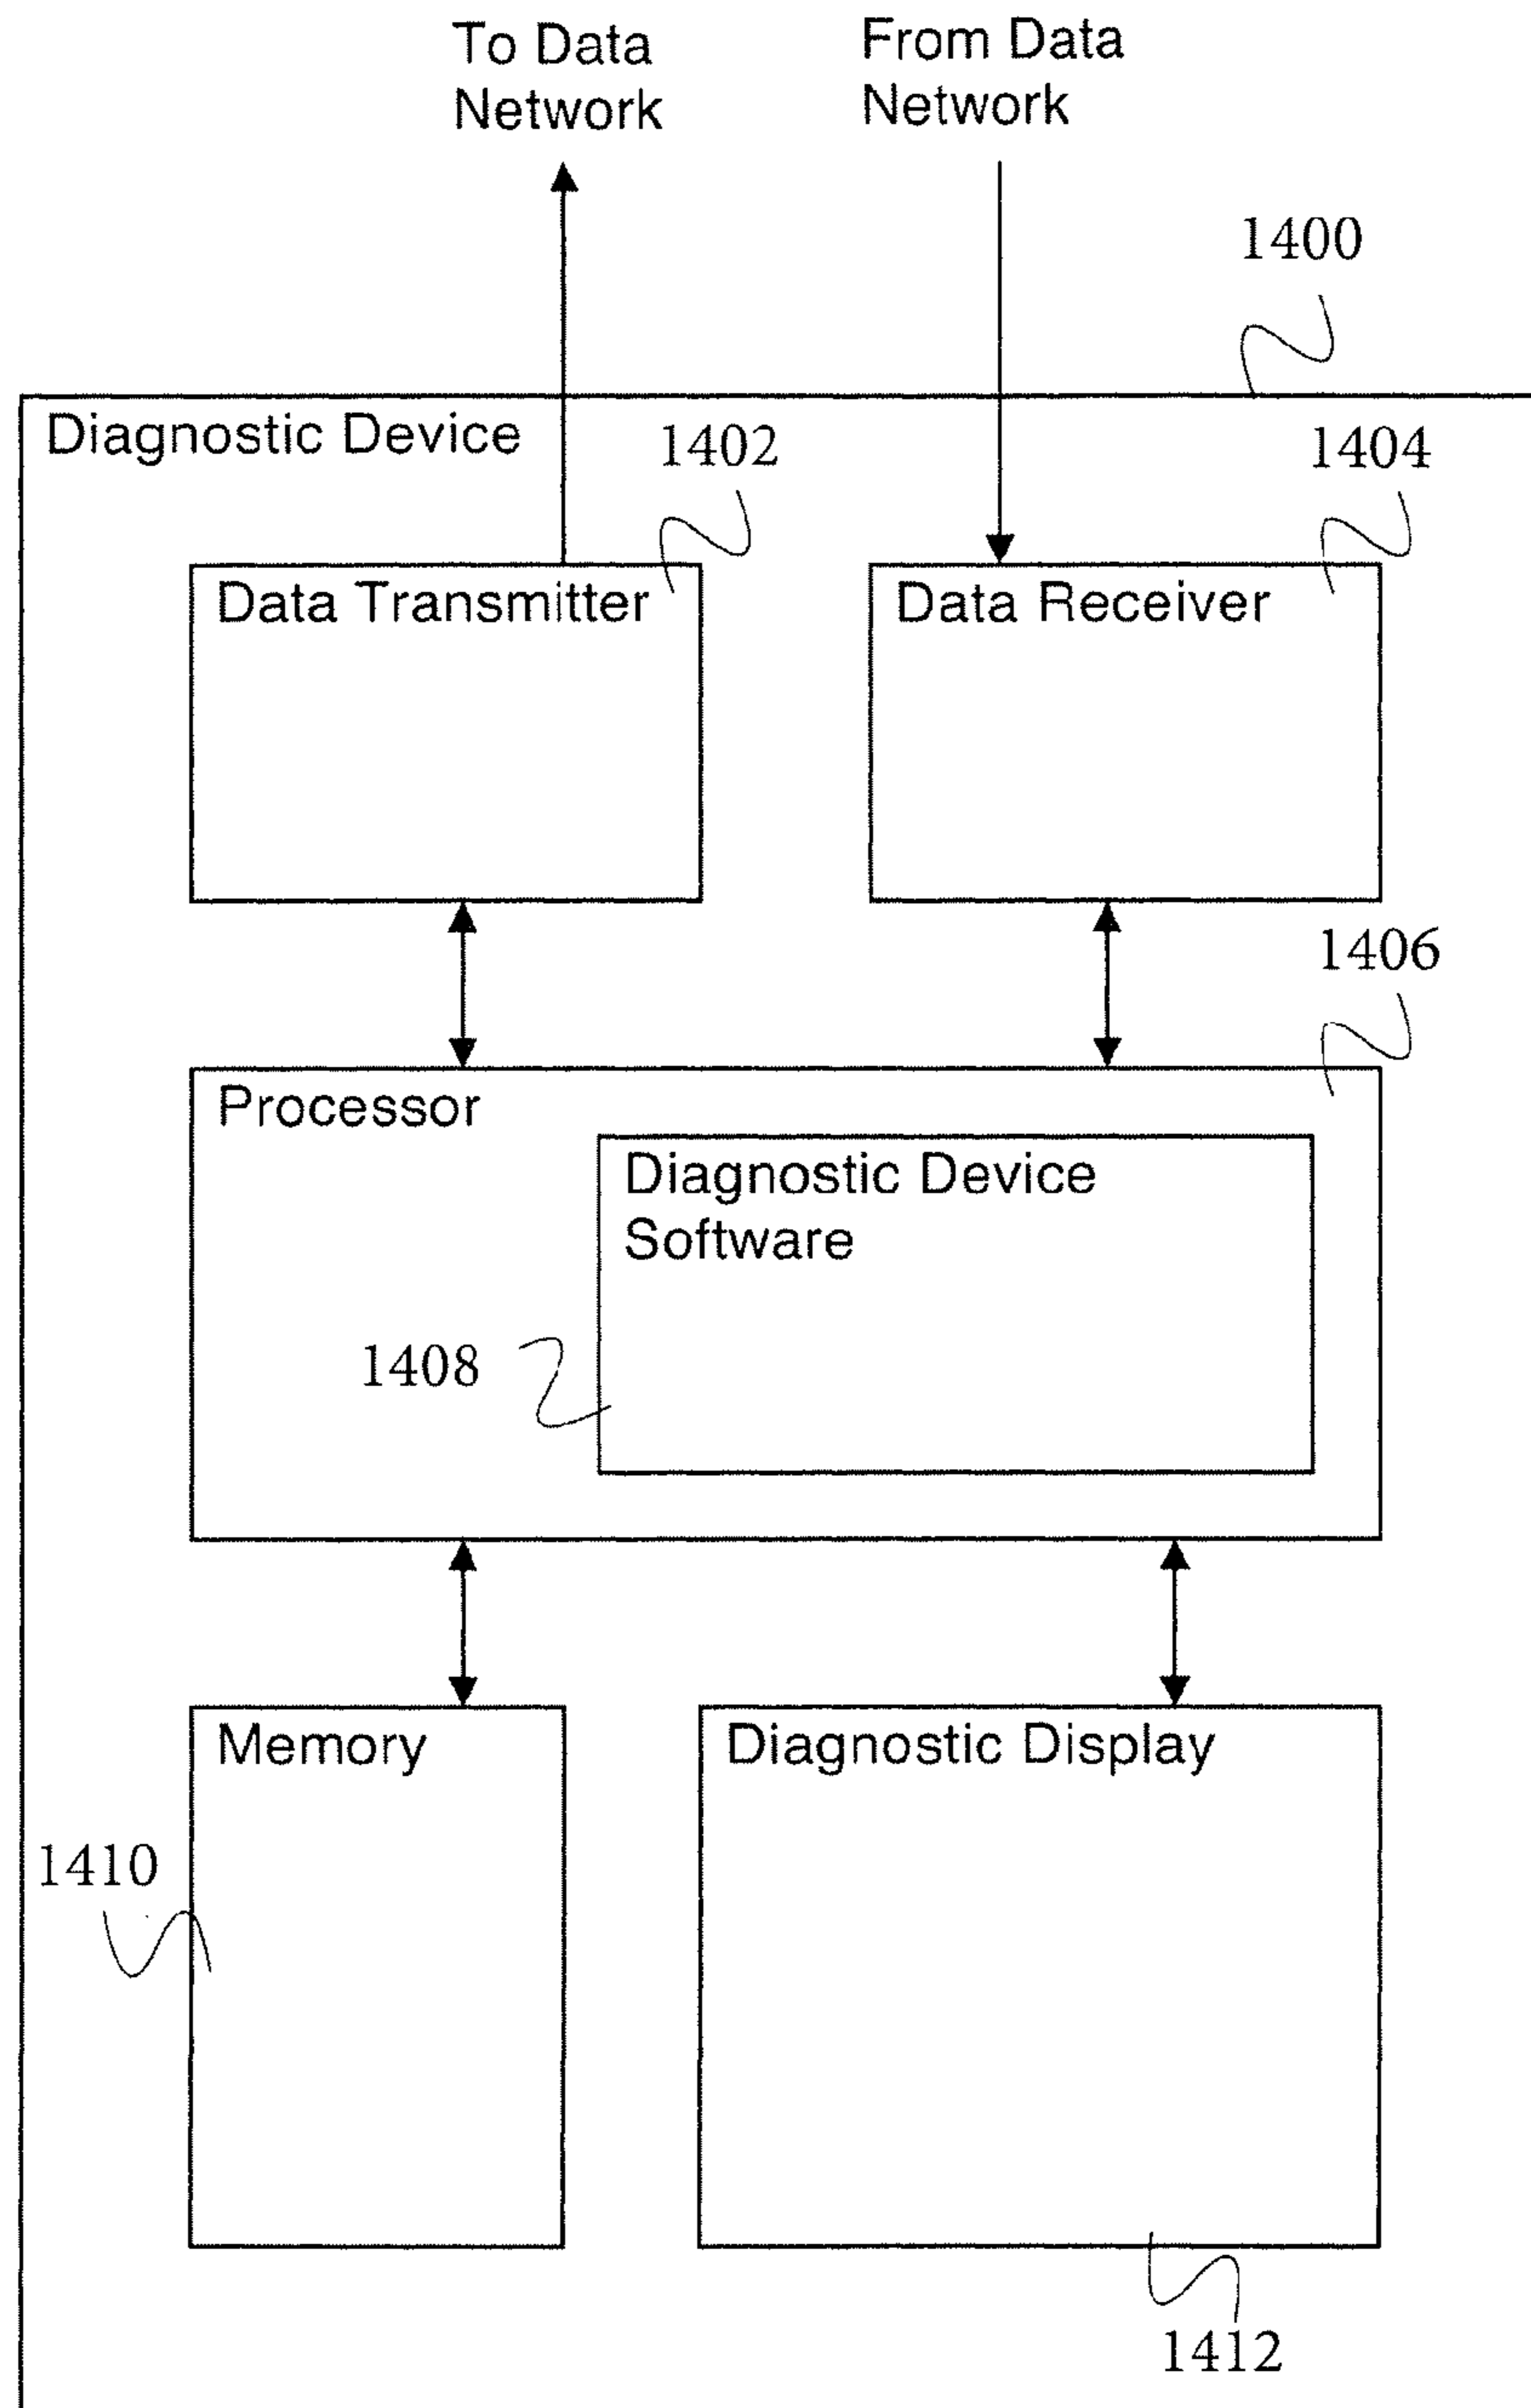 To Data
Network
From Data
Network
1400
Diagnostic Device
1402
1404
Data Transmitter
Data Receiver
1406
Processor
Diagnostic Device
Software
1408
Memory
Diagnostic Display
1410
1412